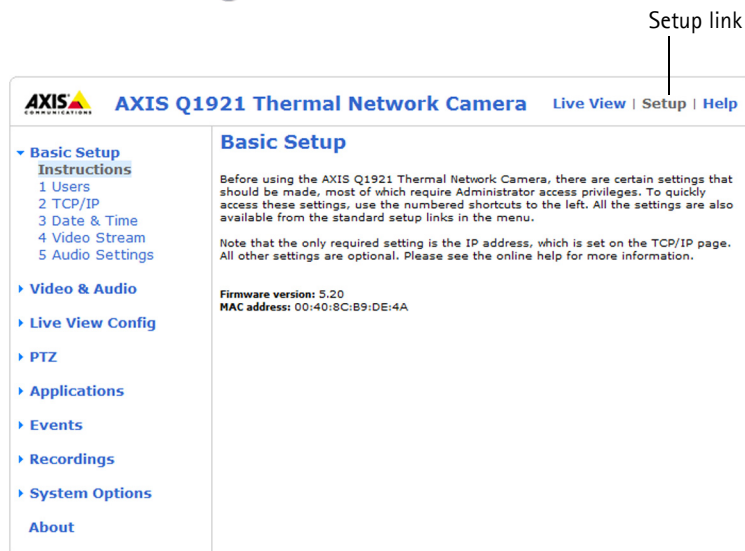 Setup link
AXIS
COMMUNICATIONS
AXIS Q1921 Thermal Network Camera
Live View | Setup | Help
Basic Setup
Instructions
1 Users
2 TCP/IP
3 Date & Time
4 Video Stream
5 Audio Settings
Video & Audio
Live View Config
PTZ
Applications
Events
Recordings
System Options
About
Basic Setup
Before using the AXIS Q1921 Thermal Network Camera, there are certain settings that
should be made, most of which require Administrator access privileges. To quickly
access these settings, use the numbered shortcuts to the left. All the settings are also
available from the standard setup links in the menu.
Note that the only required setting is the IP address, which is set on the TCP/IP page.
All other settings are optional. Please see the online help for more information.
Firmware version: 5.20
MAC address: 00:40:8C:B9:DE:4A